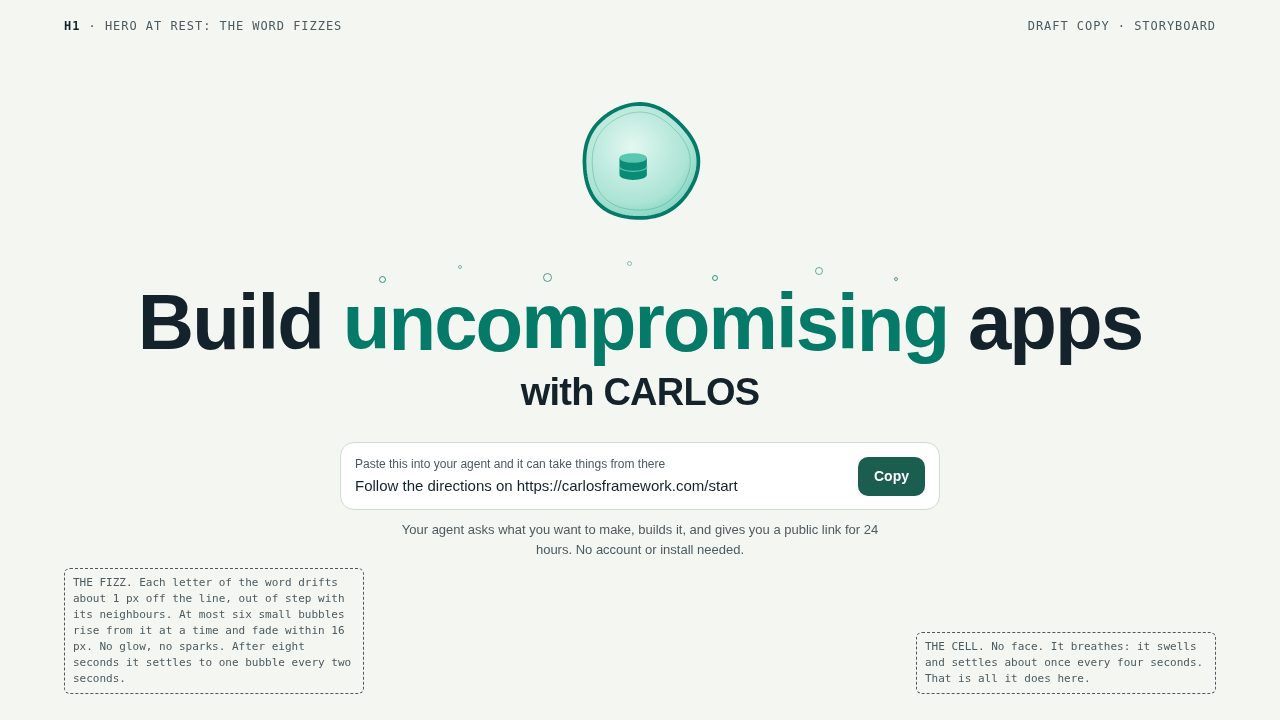 H1 · HERO AT REST: THE WORD FIZZES
DRAFT COPY · STORYBOARD
Build uncompromising apps
with CARLOS
Paste this into your agent and it can take things from there
Follow the directions on https://carlosframework.com/start
Copy
Your agent asks what you want to make, builds it, and gives you a public link for 24
hours. No account or install needed.
THE FIZZ. Each letter of the word drifts
about 1 px off the line, out of step with
its neighbours. At most six small bubbles
rise from it at a time and fade within 16
px. No glow, no sparks. After eight
seconds it settles to one bubble every two
seconds.
THE CELL. No face. It breathes: it swells
and settles about once every four seconds.
That is all it does here.